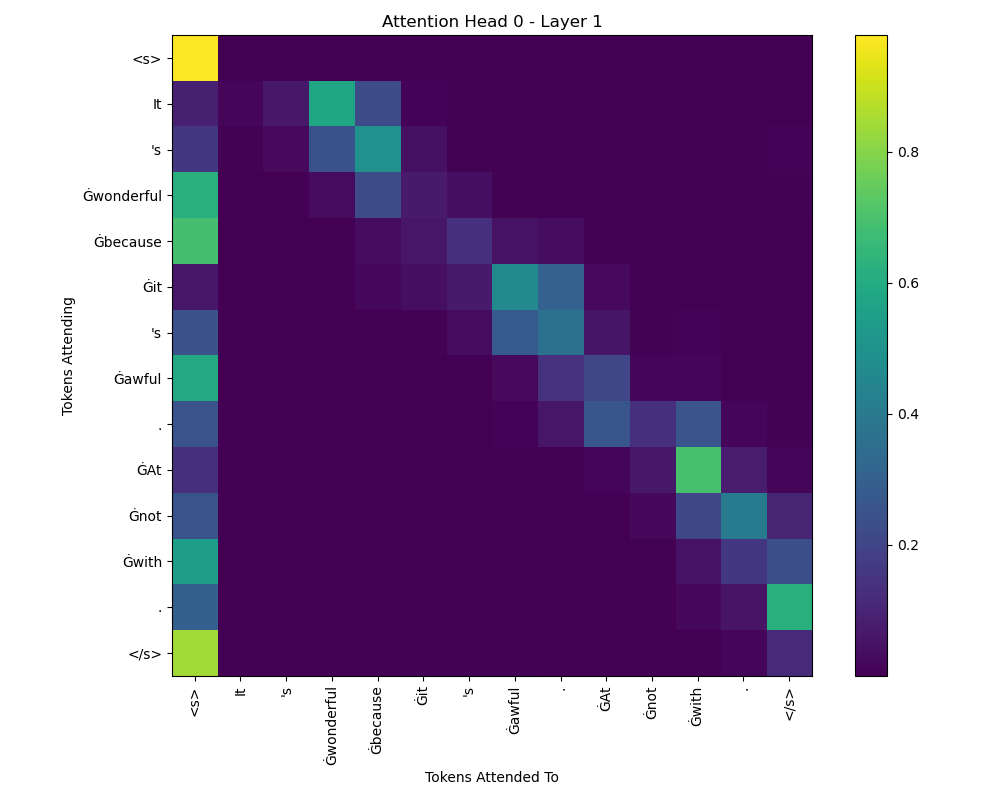 Attention Head 0 - Layer 1
<s>
It
's
Ġwonderful
Ġbecause
Ġit
's
Ġawful
.
ĠAt
Ġnot
Ġwith
.
</s>
Tokens Attending
<s>
It
's
Ġwonderful
Ġbecause
Ġit
's
Ġawful
.
ĠAt
Ġnot
Ġwith
.
</s>
Tokens Attended To
0.8
0.6
0.4
0.2